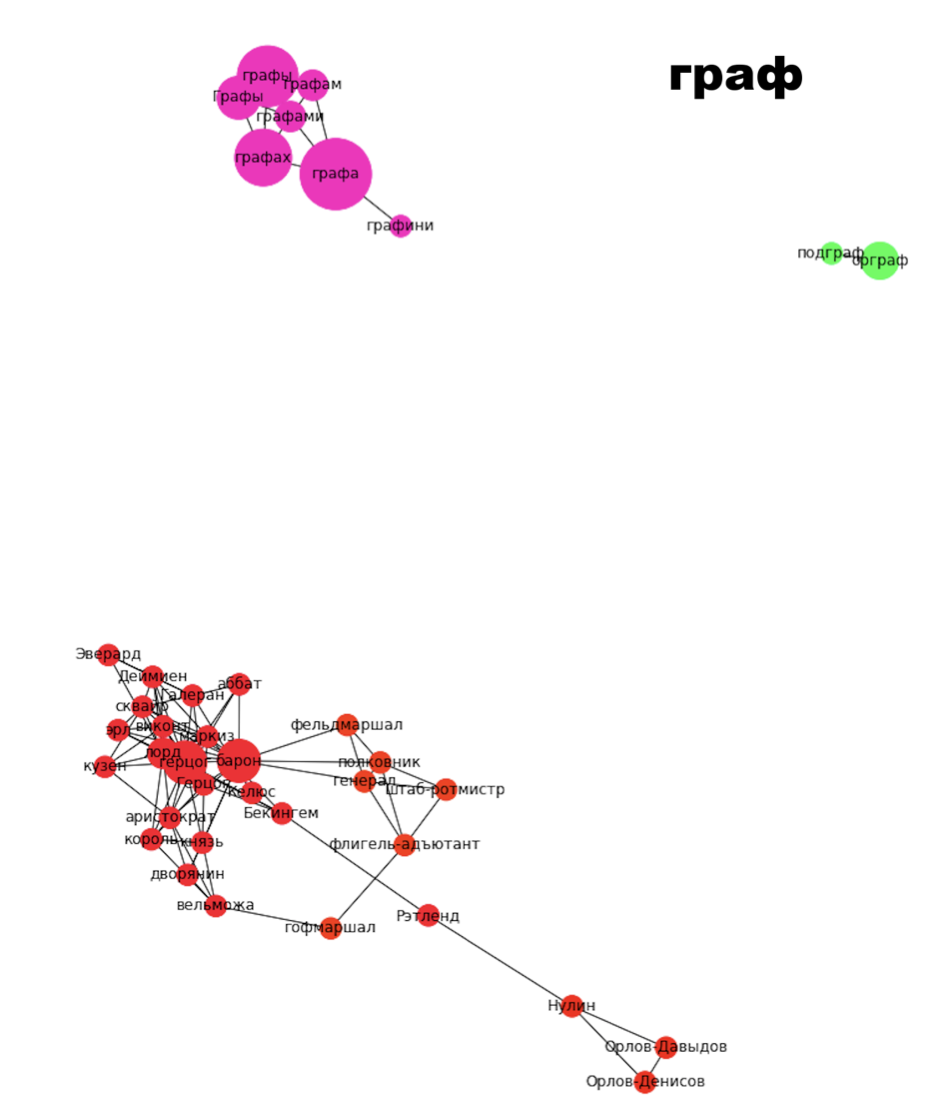 граф
графы
графам
Графы
графами
графах
графа
графини
подграф
орграф
Эверард
Деймиен
аббат
Галеран
сквайр
фельдмаршал
виконт
эрл
маркиз
лорд
герцог
барон
полковник
кузен
генерал
Герцог
штаб-ротмистр
Келюс
Бекингем
аристократ
король
князь
флигель-адъютант
дворянин
вельможа
Рэтленд
гофмаршал
Нулин
Орлов-Давыдов
Орлов-Денисов